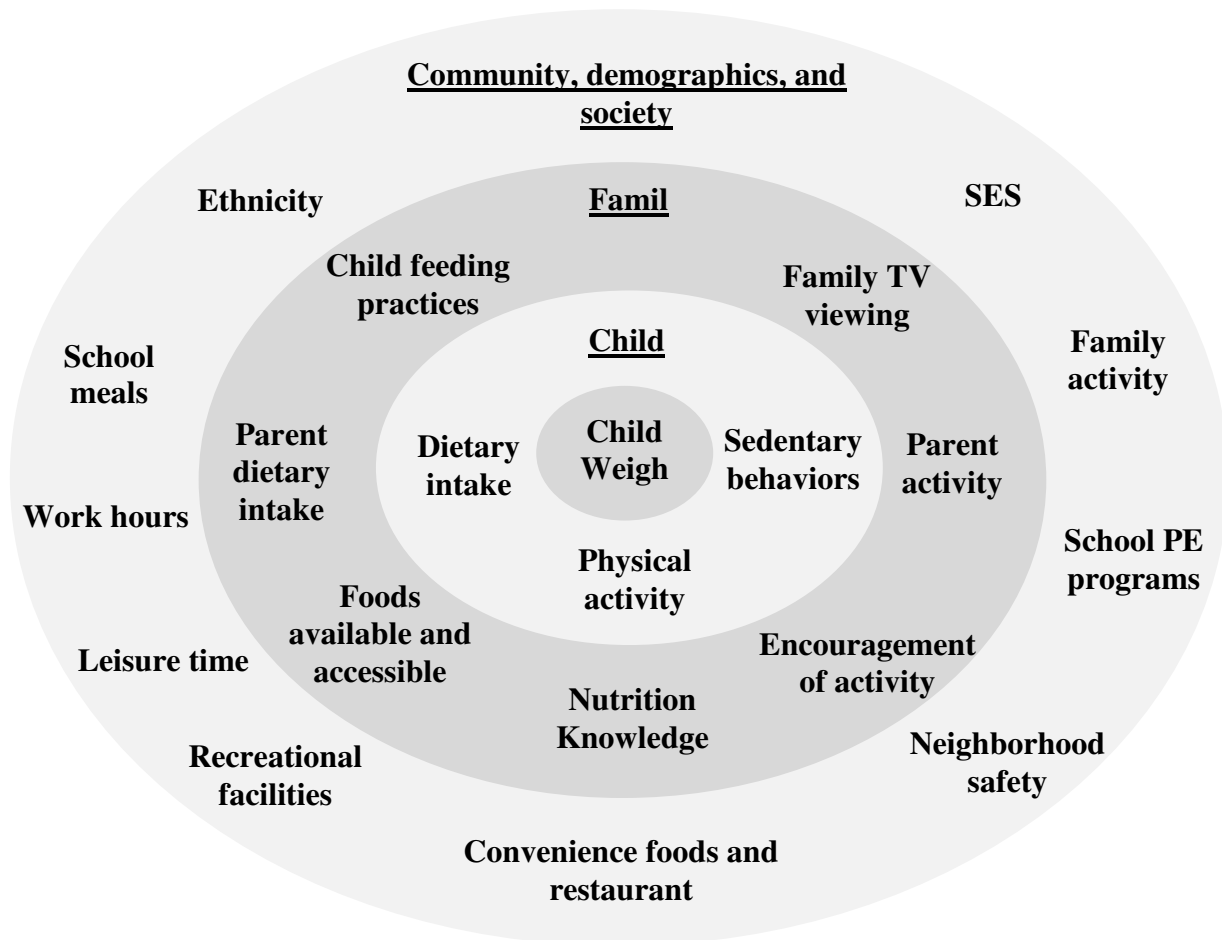 Community, demographics, and
society
Ethnicity
Famil
SES
Child feeding
practices
Family TV
viewing
Child
School
meals
Family
activity
Parent
dietary
intake
Dietary
intake
Child
Weigh
Sedentary
behaviors
Parent
activity
Work hours
School PE
programs
Physical
activity
Foods
available and
accessible
Leisure time
Encouragement
of activity
Nutrition
Knowledge
Recreational
facilities
Neighborhood
safety
Convenience foods and
restaurant